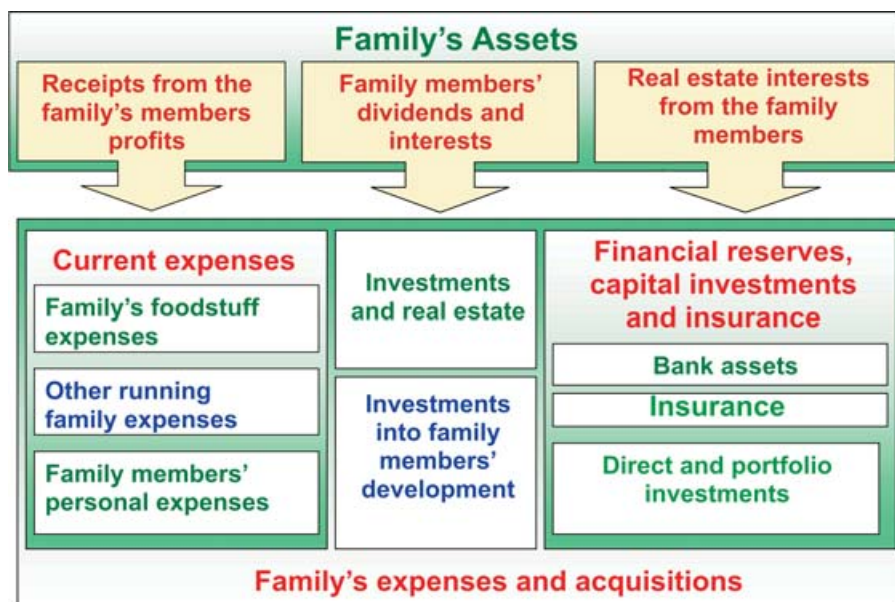 Family's Assets
Receipts from the
family's members
profits
Family members'
dividends and
interests
Real estate interests
from the family
members
Current expenses
Family's foodstuff
expenses
Other running
family expenses
Family members'
personal expenses
Investments
and real estate
Investments
into family
members'
development
Financial reserves,
capital investments
and insurance
Bank assets
Insurance
Direct and portfolio
investments
Family's expenses and acquisitions